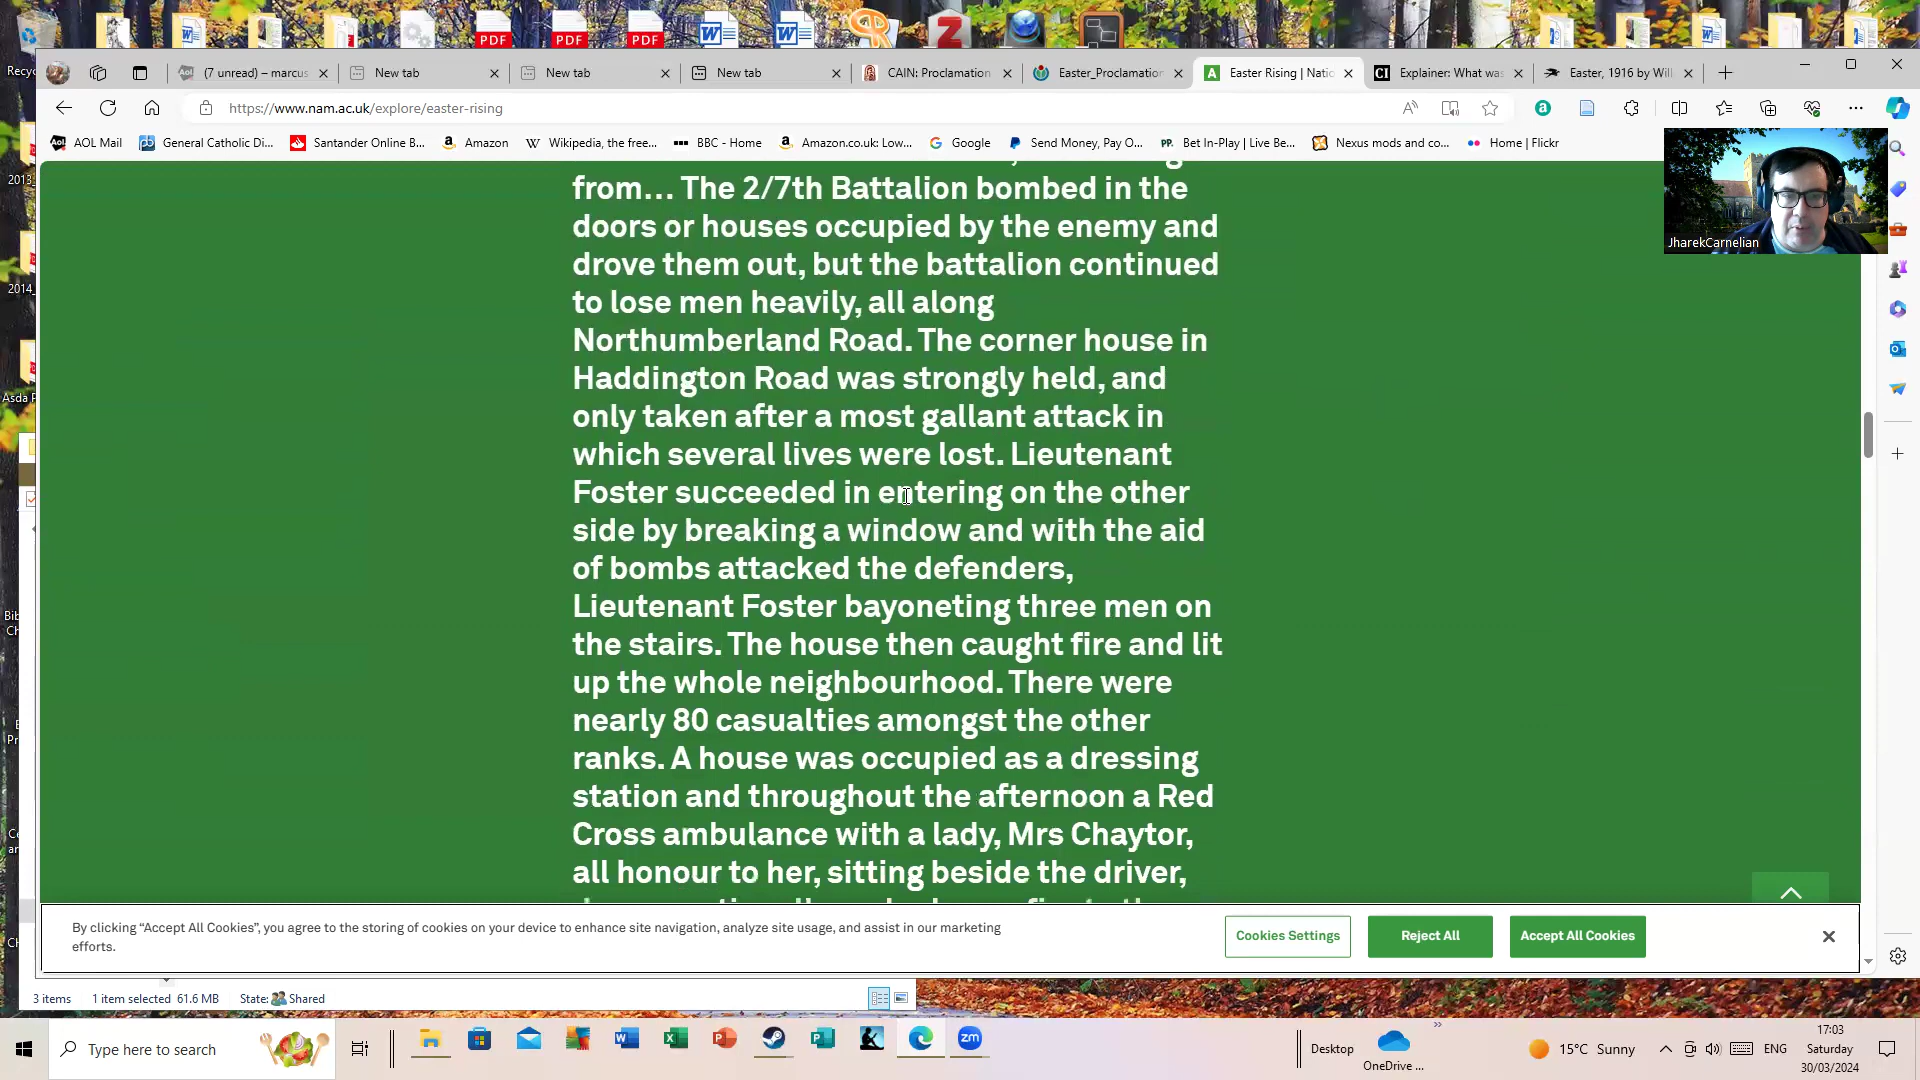 PDF
PDF
PDF
(7 unread) – marcus
New tab
New tab
New tab
CAIN: Proclamation
Easter_Proclamation
Easter Rising | Natio
Explainer: What was
Easter, 1916 by Will
https://www.nam.ac.uk/explore/easter-rising
AOL Mail
General Catholic Di...
Santander Online B...
Amazon
Wikipedia, the free...
BBC - Home
Amazon.co.uk: Low...
Google
Send Money, Pay O...
Bet In-Play | Live Be...
Nexus mods and co...
Home | Flickr
JharekCarnelian
from... The 2/7th Battalion bombed in the
doors or houses occupied by the enemy and
drove them out, but the battalion continued
to lose men heavily, all along
Northumberland Road. The corner house in
Haddington Road was strongly held, and
only taken after a most gallant attack in
which several lives were lost. Lieutenant
Foster succeeded in entering on the other
side by breaking a window and with the aid
of bombs attacked the defenders,
Lieutenant Foster bayoneting three men on
the stairs. The house then caught fire and lit
up the whole neighbourhood. There were
nearly 80 casualties amongst the other
ranks. A house was occupied as a dressing
station and throughout the afternoon a Red
Cross ambulance with a lady, Mrs Chaytor,
all honour to her, sitting beside the driver,
By clicking “Accept All Cookies”, you agree to the storing of cookies on your device to enhance site navigation, analyze site usage, and assist in our marketing
efforts.
Cookies Settings
Reject All
Accept All Cookies
3 items
1 item selected 61.6 MB
State: Shared
Type here to search
Desktop
OneDrive ...
15°C Sunny
ENG
17:03
Saturday
30/03/2024